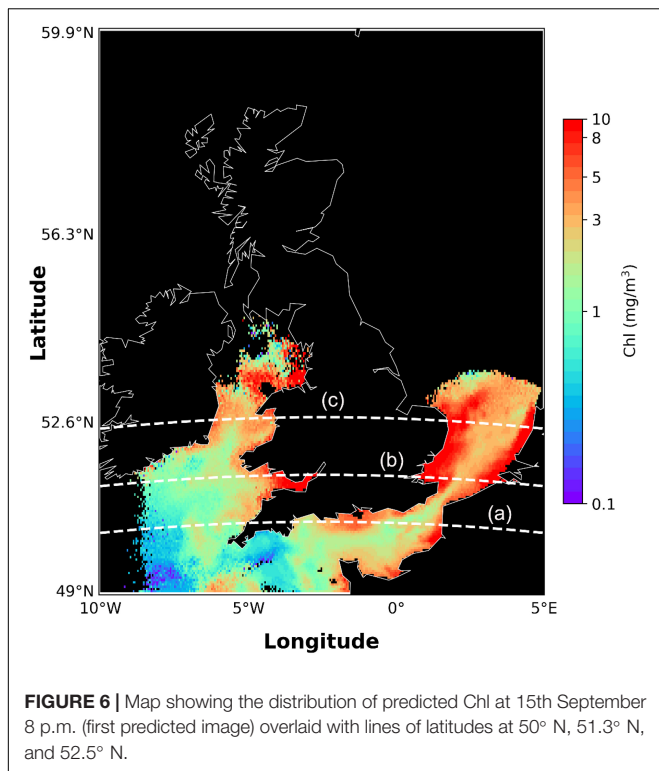 59.9°N
56.3°N
52.6°N
49°N
Latitude
10°W
5°W
0°
5°E
Longitude
(c)
(b)
(a)
10
8
5
3
1
0.1
Chl (mg/m³)
FIGURE 6 | Map showing the distribution of predicted Chl at 15th September
8 p.m. (first predicted image) overlaid with lines of latitudes at 50° N, 51.3° N,
and 52.5° N.